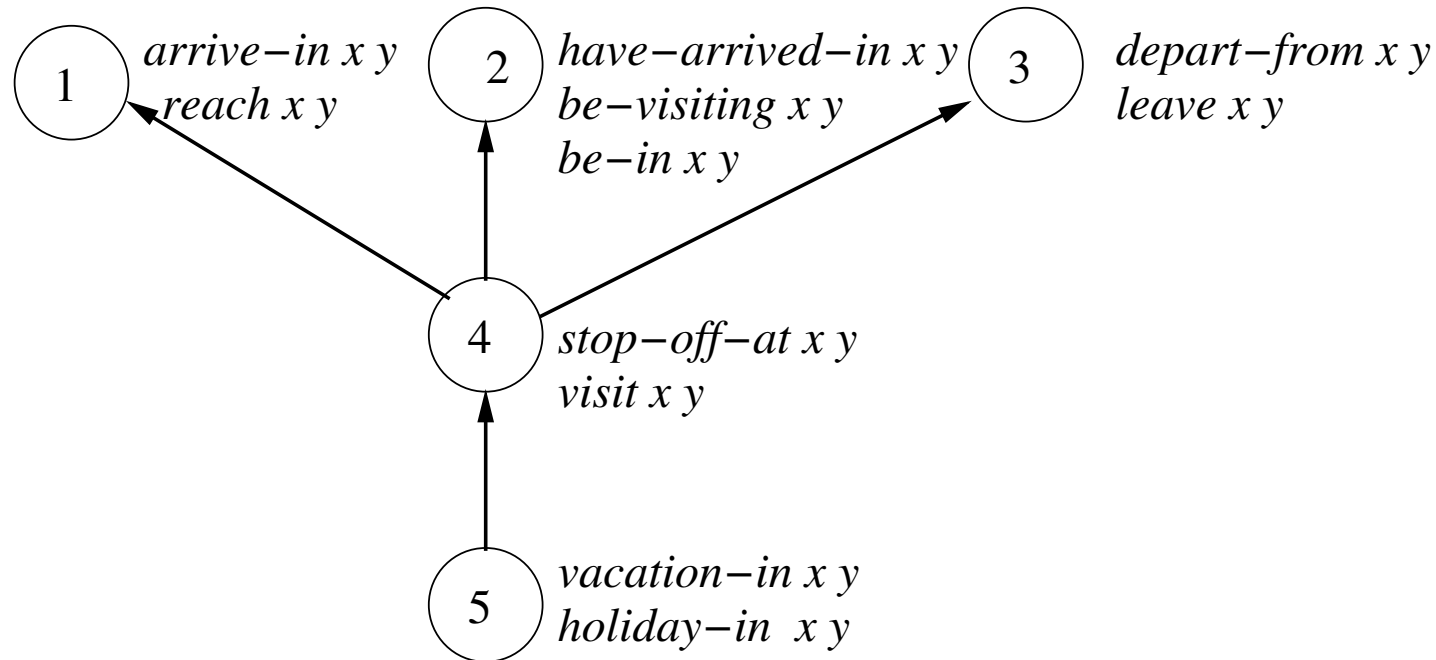 1
arrive−in x y
reach x y
2
have−arrived−in x y
be−visiting x y
be−in x y
3
depart−from x y
leave x y
4
stop−off−at x y
visit x y
5
vacation−in x y
holiday−in x y